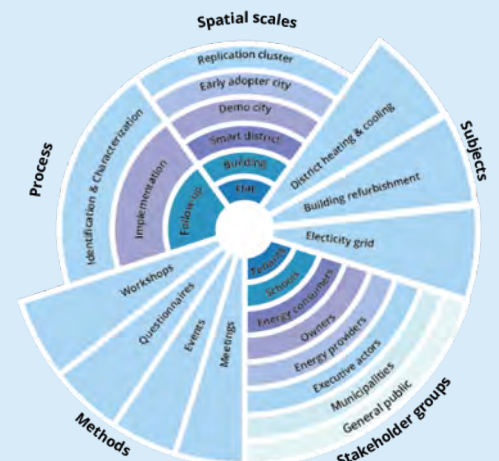 Spatial scales
Replication cluster
Early adopter city
Demo city
Smart district
Building
Subjects
District heating & cooling
Building refurbishment
Electicity grid
Stakeholder groups
Tenants
Schools
Energy consumers
Owners
Energy providers
Executive actors
Municipalities
General public
Methods
Meetings
Events
Questionnaires
Workshops
Process
Identification & Characterization
Implementation
Follow-up